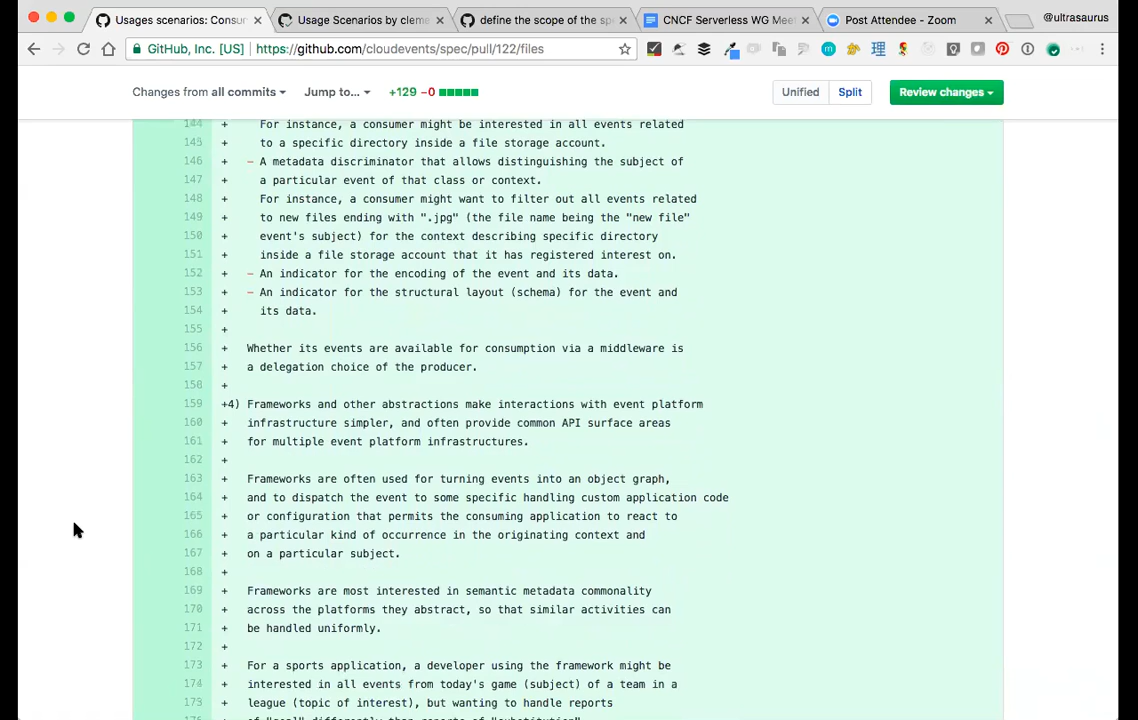 Usages scenarios: Consun
Usage Scenarios by cleme
define the scope of the sp
CNCF Serverless WG Meet
Post Attendee - Zoom
@ultrasaurus
GitHub, Inc. [US]
https://github.com/cloudevents/spec/pull/122/files
Changes from all commits
Jump to...
+129 −0
Unified
Split
Review changes
144 + For instance, a consumer might be interested in all events related
145 + to a specific directory inside a file storage account.
146 + - A metadata discriminator that allows distinguishing the subject of
147 + a particular event of that class or context.
148 + For instance, a consumer might want to filter out all events related
149 + to new files ending with ".jpg" (the file name being the "new file"
150 + event's subject) for the context describing specific directory
151 + inside a file storage account that it has registered interest on.
152 + - An indicator for the encoding of the event and its data.
153 + - An indicator for the structural layout (schema) for the event and
154 + its data.
155 +
156 + Whether its events are available for consumption via a middleware is
157 + a delegation choice of the producer.
158 +
159 +4) Frameworks and other abstractions make interactions with event platform
160 + infrastructure simpler, and often provide common API surface areas
161 + for multiple event platform infrastructures.
162 +
163 + Frameworks are often used for turning events into an object graph,
164 + and to dispatch the event to some specific handling custom application code
165 + or configuration that permits the consuming application to react to
166 + a particular kind of occurrence in the originating context and
167 + on a particular subject.
168 +
169 + Frameworks are most interested in semantic metadata commonality
170 + across the platforms they abstract, so that similar activities can
171 + be handled uniformly.
172 +
173 + For a sports application, a developer using the framework might be
174 + interested in all events from today's game (subject) of a team in a
175 + league (topic of interest), but wanting to handle reports
176 + of "goal" differently than reports of "substitution".